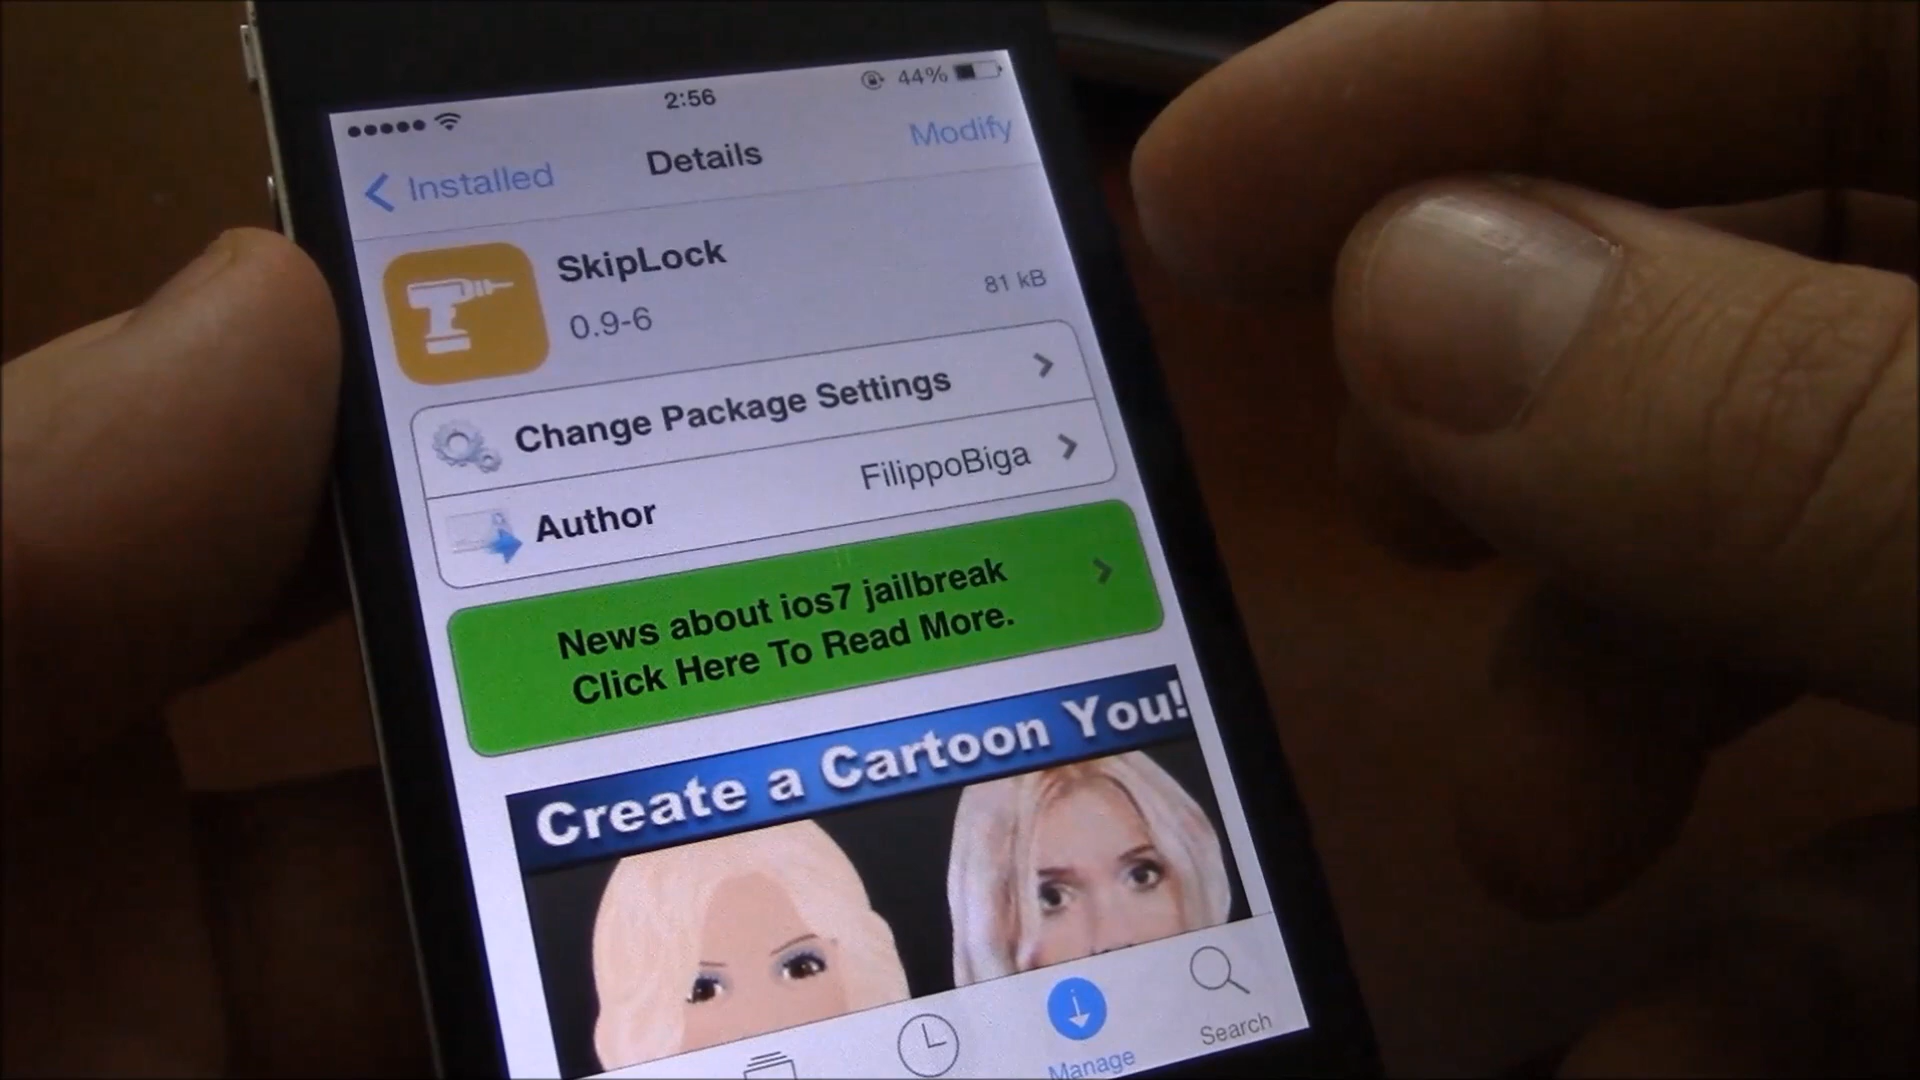 2:56
44%
Installed
Details
Modify
SkipLock
0.9-6
81 kB
Change Package Settings
Author
FilippoBiga
News about ios7 jailbreak
Click Here To Read More.
Create a Cartoon You!
Manage
Search